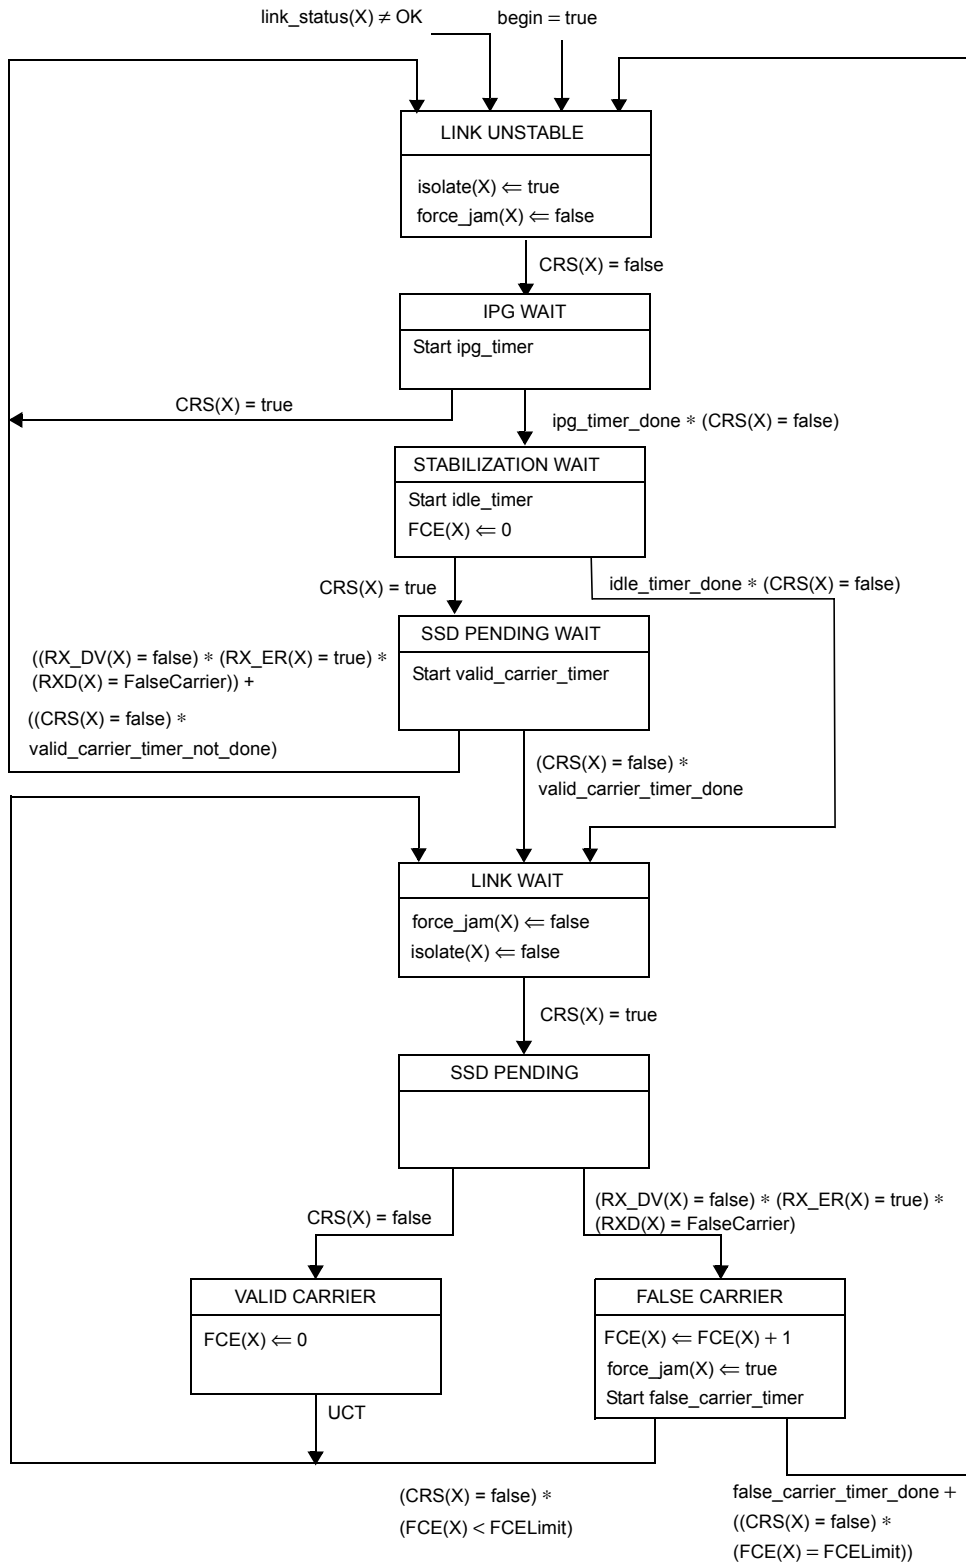 link_status(X) ≠ OK
begin = true
LINK UNSTABLE
isolate(X) ⇐ true
force_jam(X) ⇐ false
CRS(X) = false
IPG WAIT
Start ipg_timer
CRS(X) = true
ipg_timer_done * (CRS(X) = false)
STABILIZATION WAIT
Start idle_timer
FCE(X) ⇐ 0
CRS(X) = true
idle_timer_done * (CRS(X) = false)
SSD PENDING WAIT
Start valid_carrier_timer
((RX_DV(X) = false) * (RX_ER(X) = true) *
(RXD(X) = FalseCarrier)) +
((CRS(X) = false) *
valid_carrier_timer_not_done)
(CRS(X) = false) *
valid_carrier_timer_done
LINK WAIT
force_jam(X) ⇐ false
isolate(X) ⇐ false
CRS(X) = true
SSD PENDING
CRS(X) = false
(RX_DV(X) = false) * (RX_ER(X) = true) *
(RXD(X) = FalseCarrier)
VALID CARRIER
FCE(X) ⇐ 0
UCT
FALSE CARRIER
FCE(X) ⇐ FCE(X) + 1
force_jam(X) ⇐ true
Start false_carrier_timer
(CRS(X) = false) *
(FCE(X) < FCELimit)
false_carrier_timer_done +
((CRS(X) = false) *
(FCE(X) = FCELimit))